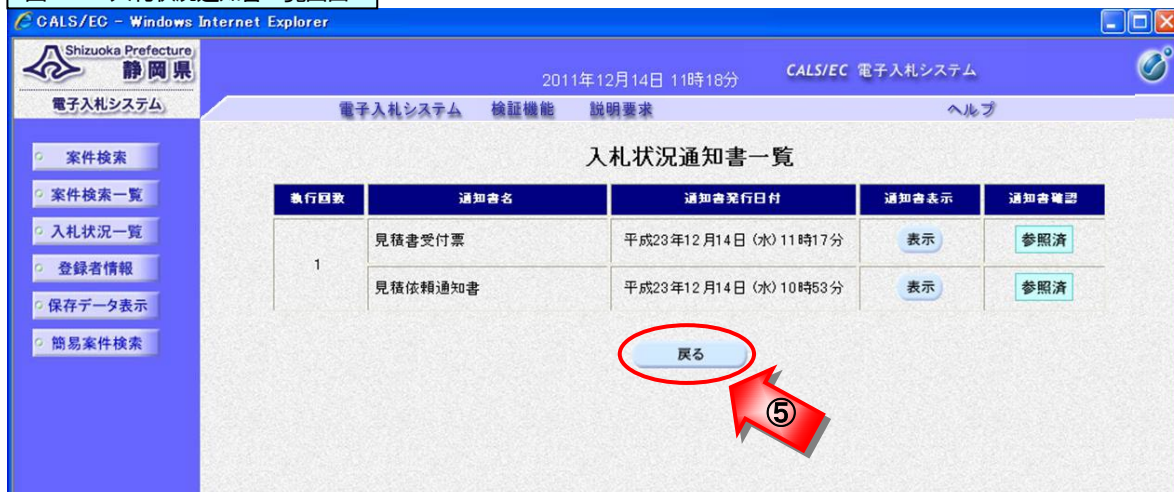 CALS/EC - Windows Internet Explorer
Shizuoka Prefecture
静岡県
電子入札システム
2011年12月14日 11時18分
CALS/EC 電子入札システム
電子入札システム 検証機能 説明要求 ヘルプ
案件検索
案件検索一覧
入札状況一覧
登録者情報
保存データ表示
簡易案件検索
入札状況通知書一覧
執行回数 通知書名 通知書発行日付 通知書表示 通知書確認
1
見積書受付票 平成23年12月14日 (水) 11時17分 表示 参照済
見積依頼通知書 平成23年12月14日 (水) 10時53分 表示 参照済
戻る
⑤